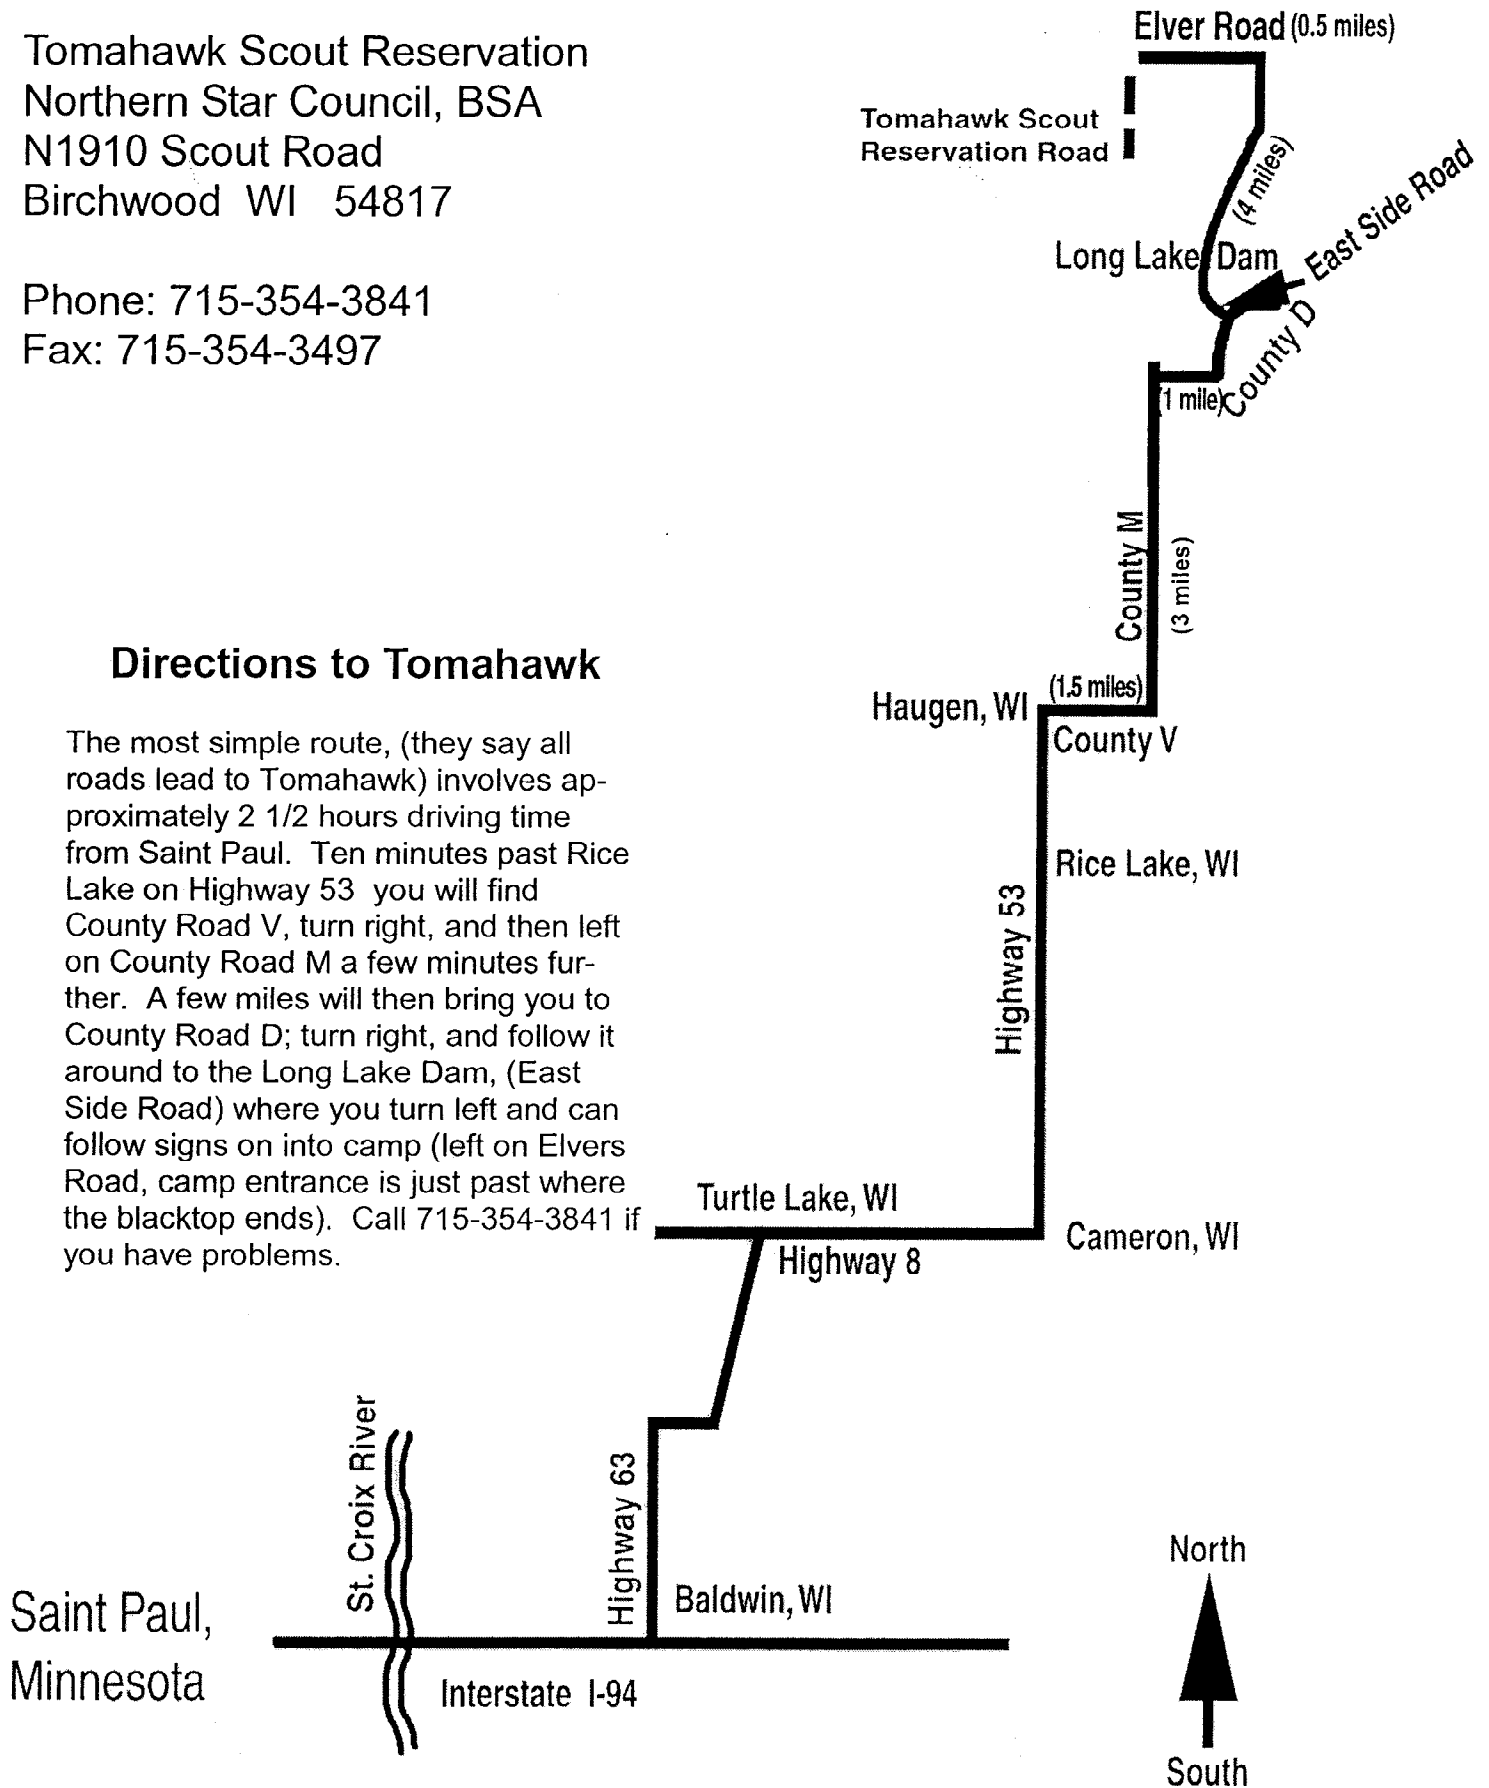 Tomahawk Scout Reservation
Northern Star Council, BSA
N1910 Scout Road
Birchwood WI 54817
Phone: 715-354-3841
Fax: 715-354-3497
Elver Road (0.5 miles)
Tomahawk Scout
Reservation Road
(4 miles)
East Side Road
Long Lake Dam
County D
(1 mile)
County M
(3 miles)
(1.5 miles)
Haugen, WI
County V
Rice Lake, WI
Highway 53
Directions to Tomahawk
The most simple route, (they say all
roads lead to Tomahawk) involves ap-
proximately 2 1/2 hours driving time
from Saint Paul. Ten minutes past Rice
Lake on Highway 53 you will find
County Road V, turn right, and then left
on County Road M a few minutes fur-
ther. A few miles will then bring you to
County Road D; turn right, and follow it
around to the Long Lake Dam, (East
Side Road) where you turn left and can
follow signs on into camp (left on Elvers
Road, camp entrance is just past where
the blacktop ends). Call 715-354-3841 if
you have problems.
Turtle Lake, WI
Cameron, WI
Highway 8
St. Croix River
Highway 63
Baldwin, WI
Saint Paul,
Minnesota
Interstate I-94
North
South